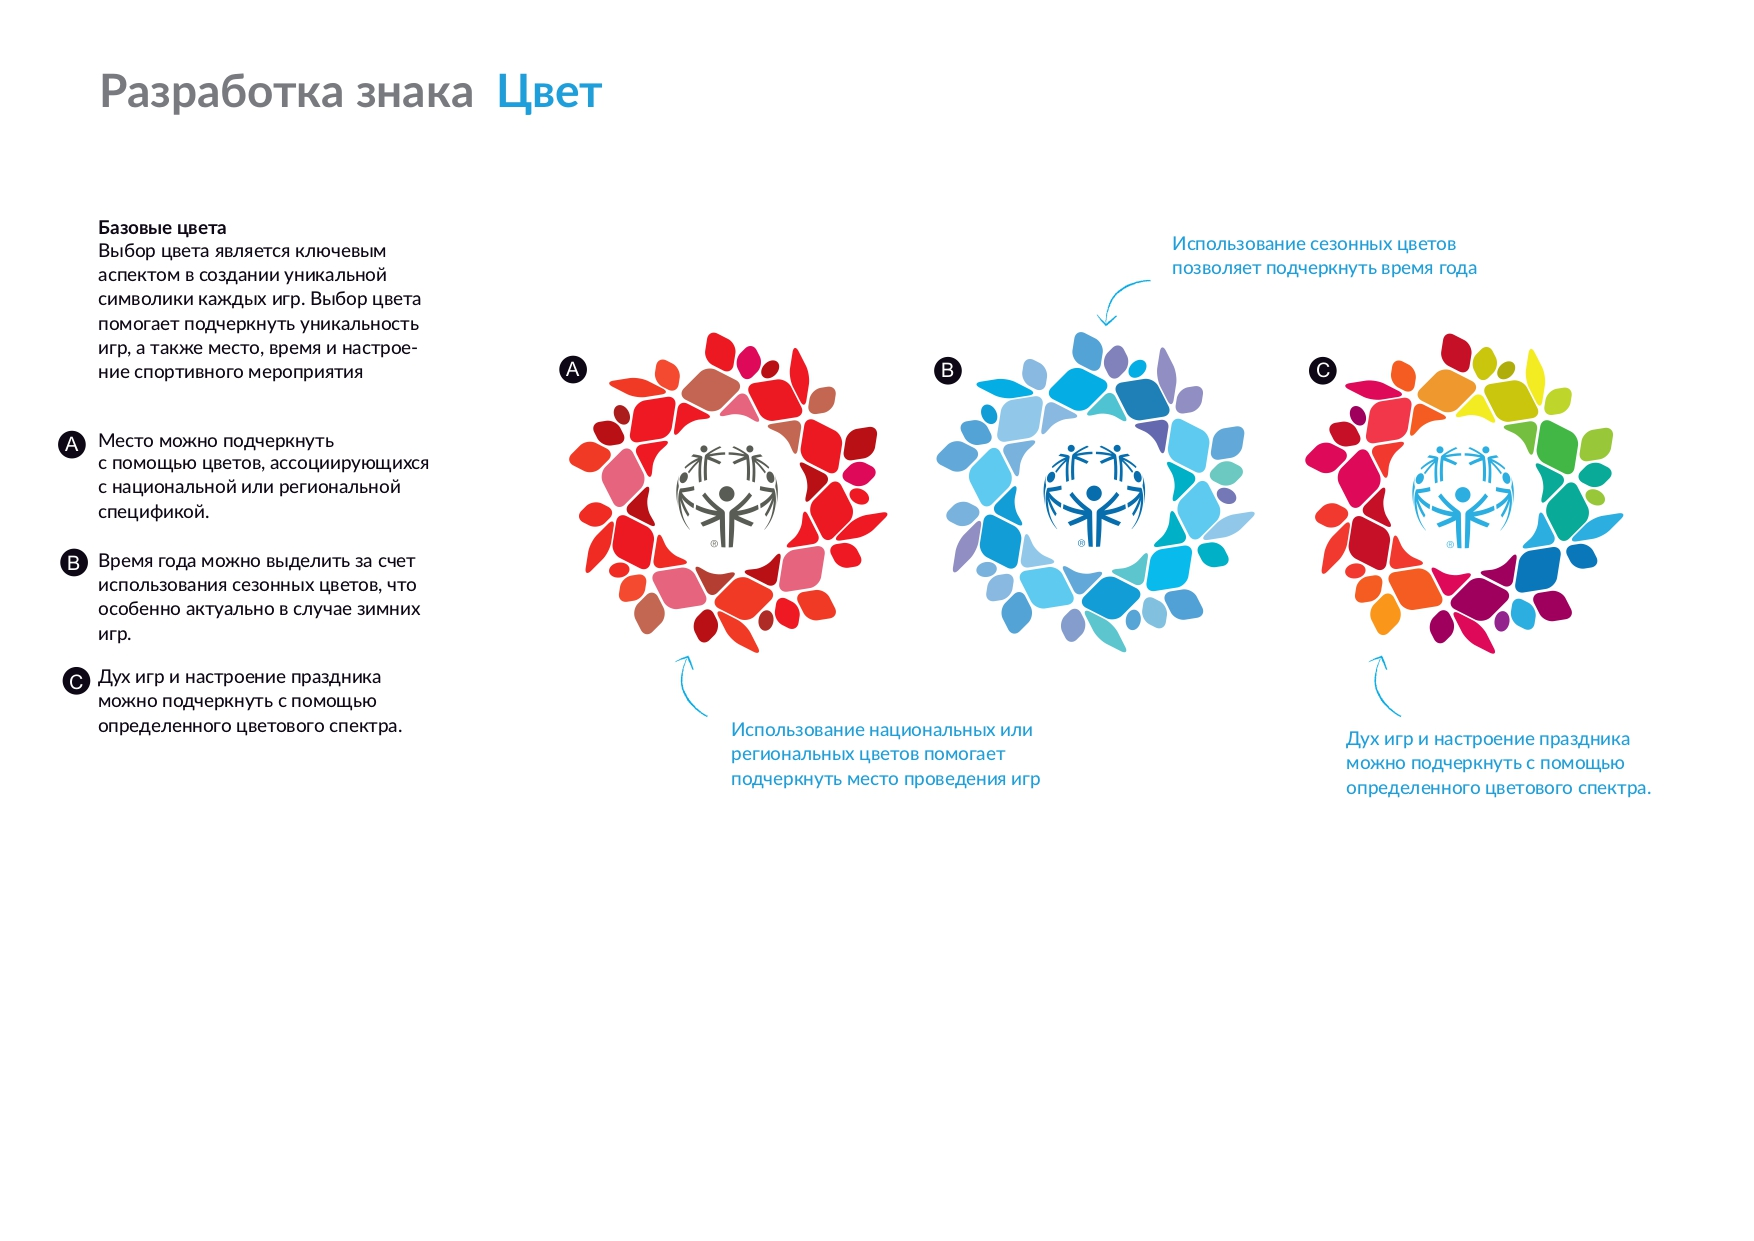 Разработка знака Цвет
Базовые цвета
Выбор цвета является ключевым
аспектом в создании уникальной
символики каждых игр. Выбор цвета
помогает подчеркнуть уникальность
игр, а также место, время и настрое-
ние спортивного мероприятия
A Место можно подчеркнуть
с помощью цветов, ассоциирующихся
с национальной или региональной
спецификой.
B Время года можно выделить за счет
использования сезонных цветов, что
особенно актуально в случае зимних
игр.
C Дух игр и настроение праздника
можно подчеркнуть с помощью
определенного цветового спектра.
Использование сезонных цветов
позволяет подчеркнуть время года
A
B
C
®
®
®
Использование национальных или
региональных цветов помогает
подчеркнуть место проведения игр
Дух игр и настроение праздника
можно подчеркнуть с помощью
определенного цветового спектра.